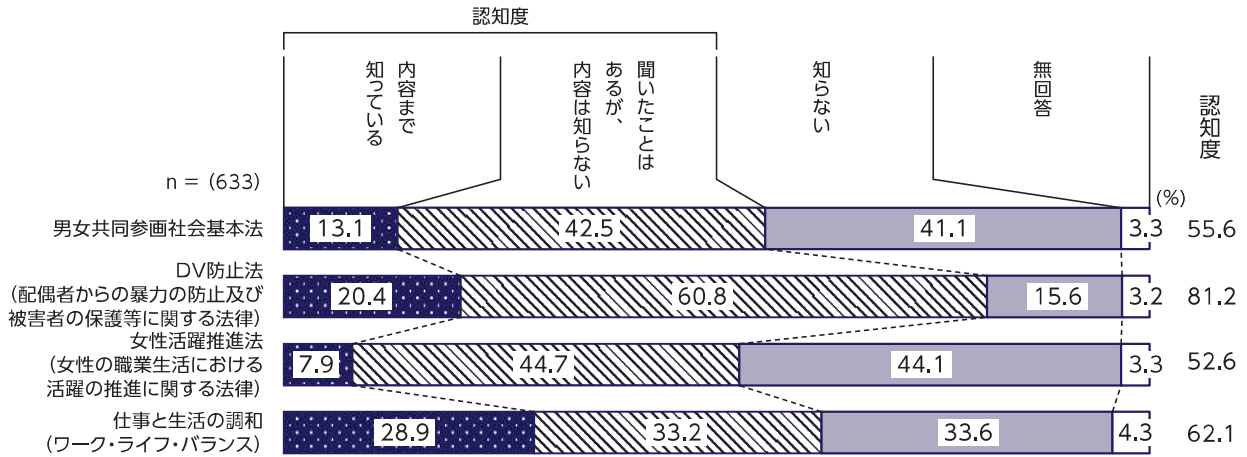 認知度
内容まで
知っている
聞いたことは
あるが、
内容は知らない
知らない
無回答
認知度
n = (633)
(%)
男女共同参画社会基本法
13.1
42.5
41.1
3.3
55.6
DV防止法
(配偶者からの暴力の防止及び
被害者の保護等に関する法律)
20.4
60.8
15.6
3.2
81.2
女性活躍推進法
(女性の職業生活における
活躍の推進に関する法律)
7.9
44.7
44.1
3.3
52.6
仕事と生活の調和
(ワーク・ライフ・バランス)
28.9
33.2
33.6
4.3
62.1